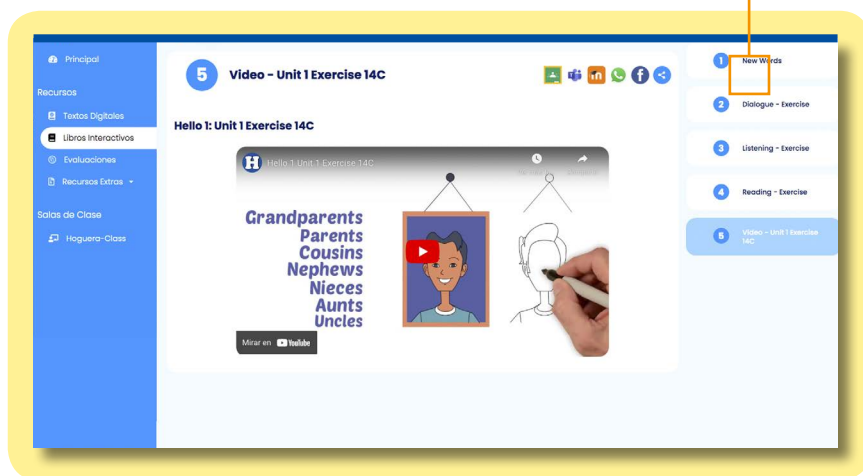 Principal
Recursos
Textos Digitales
Libros Interactivos
Evaluaciones
Recursos Extras
Salas de Clase
Hoguera-Class
5 Video - Unit 1 Exercise 14C
Hello 1: Unit 1 Exercise 14C
H Hello 1 Unit 1 Exercise 14C
Grandparents
Parents
Cousins
Nephews
Nieces
Aunts
Uncles
Mirar en YouTube
1 New Words
2 Dialogue - Exercise
3 Listening - Exercise
4 Reading - Exercise
5 Video - Unit 1 Exercise
14C